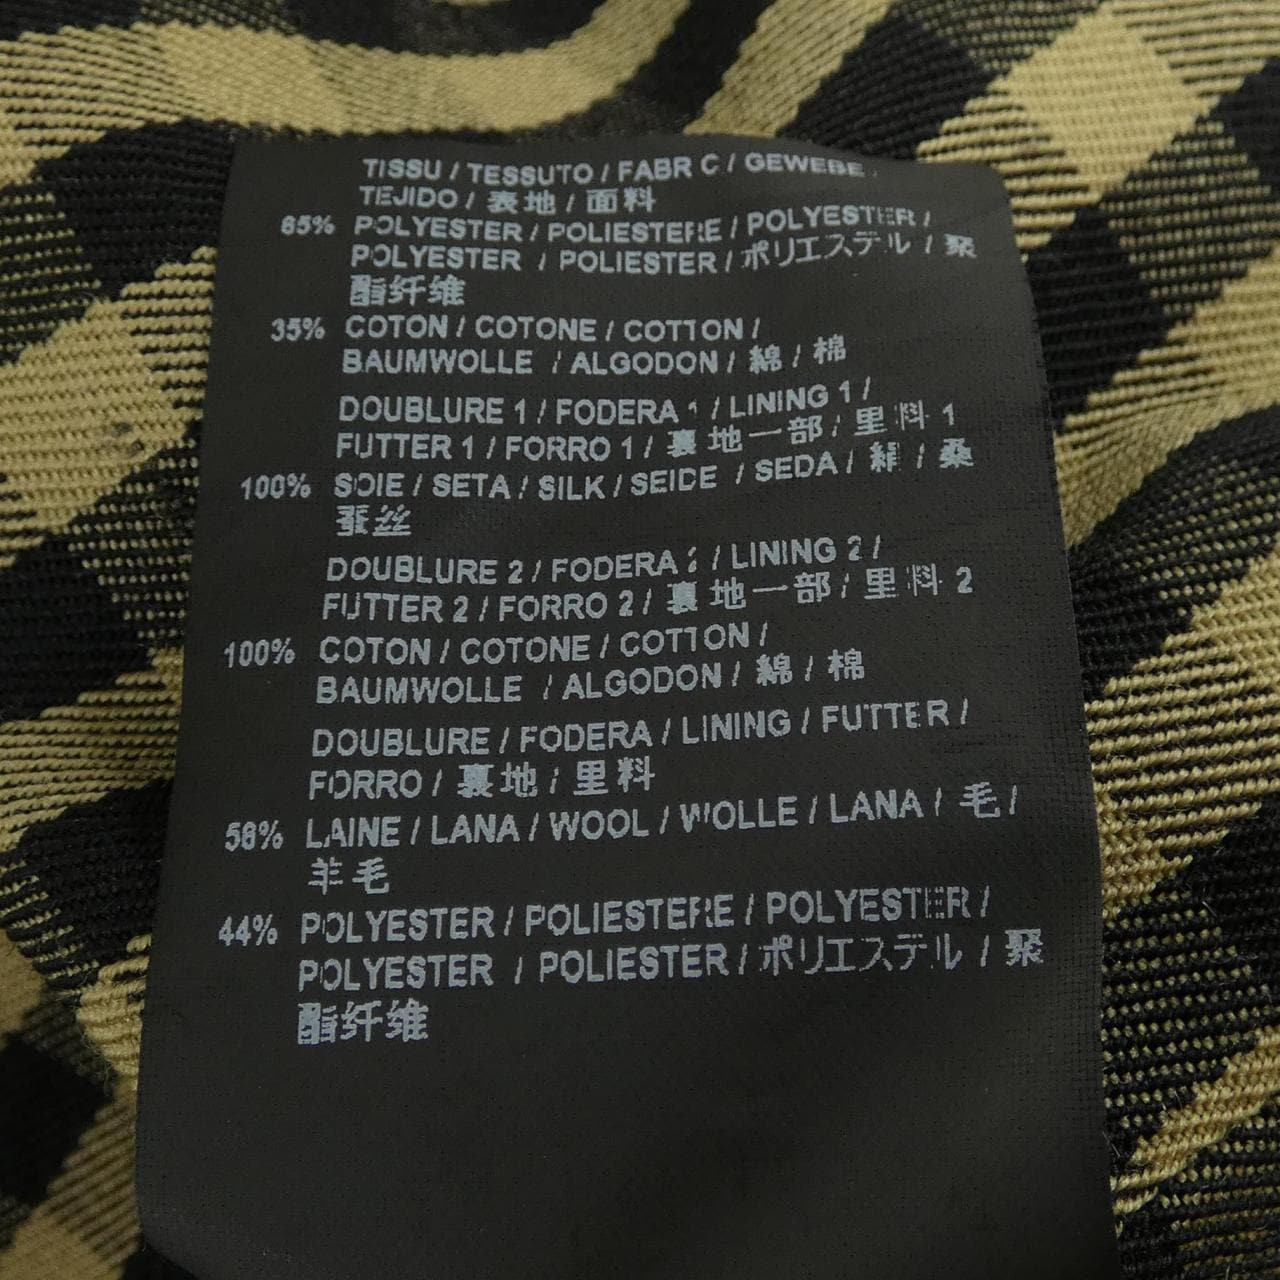 TISSU / TESSUTO / FABRIC / GEWEBE /
TEJIDO / 表地 / 面料
65% POLYESTER / POLIESTERE / POLYESTER /
POLYESTER / POLIESTER / ポリエステル / 聚
酯纤维
35% COTON / COTONE / COTTON /
BAUMWOLLE / ALGODON / 綿 / 棉
DOUBLURE 1 / FODERA 1 / LINING 1 /
FUTTER 1 / FORRO 1 / 裏地一部 / 里料 1
100% SOIE / SETA / SILK / SEIDE / SEDA / 絹 / 桑
蚕丝
DOUBLURE 2 / FODERA 2 / LINING 2 /
FUTTER 2 / FORRO 2 / 裏地一部 / 里料 2
100% COTON / COTONE / COTTON /
BAUMWOLLE / ALGODON / 綿 / 棉
DOUBLURE / FODERA / LINING / FUTTER /
FORRO / 裏地 / 里料
56% LAINE / LANA / WOOL / WOLLE / LANA / 毛 /
羊毛
44% POLYESTER / POLIESTERE / POLYESTER /
POLYESTER / POLIESTER / ポリエステル / 聚
酯纤维